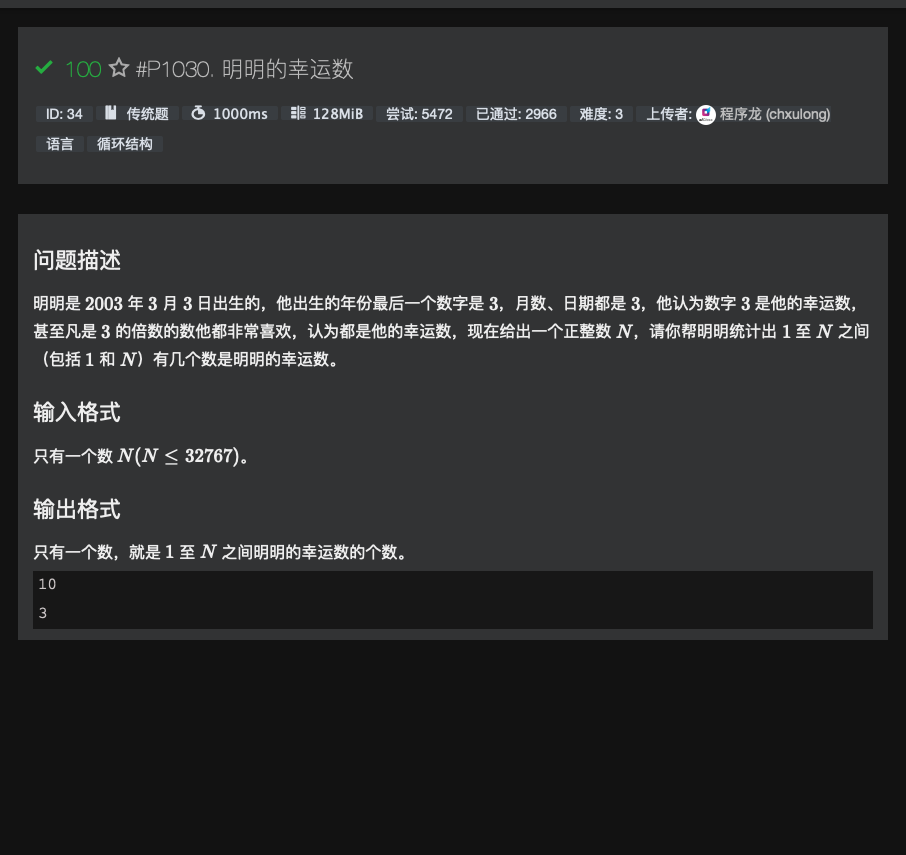 100 #P1030. 明明的幸运数
ID: 34 传统题 1000ms 128MiB 尝试: 5472 已通过: 2966 难度: 3 上传者: 程序龙 (chxulong)
语言 循环结构
问题描述
明明是 2003 年 3 月 3 日出生的，他出生的年份最后一个数字是 3，月数、日期都是 3，他认为数字 3 是他的幸运数，
甚至凡是 3 的倍数的数他都非常喜欢，认为都是他的幸运数，现在给出一个正整数 N，请你帮明明统计出 1 至 N 之间
（包括 1 和 N）有几个数是明明的幸运数。
输入格式
只有一个数 N(N ≤ 32767)。
输出格式
只有一个数，就是 1 至 N 之间明明的幸运数的个数。
10
3